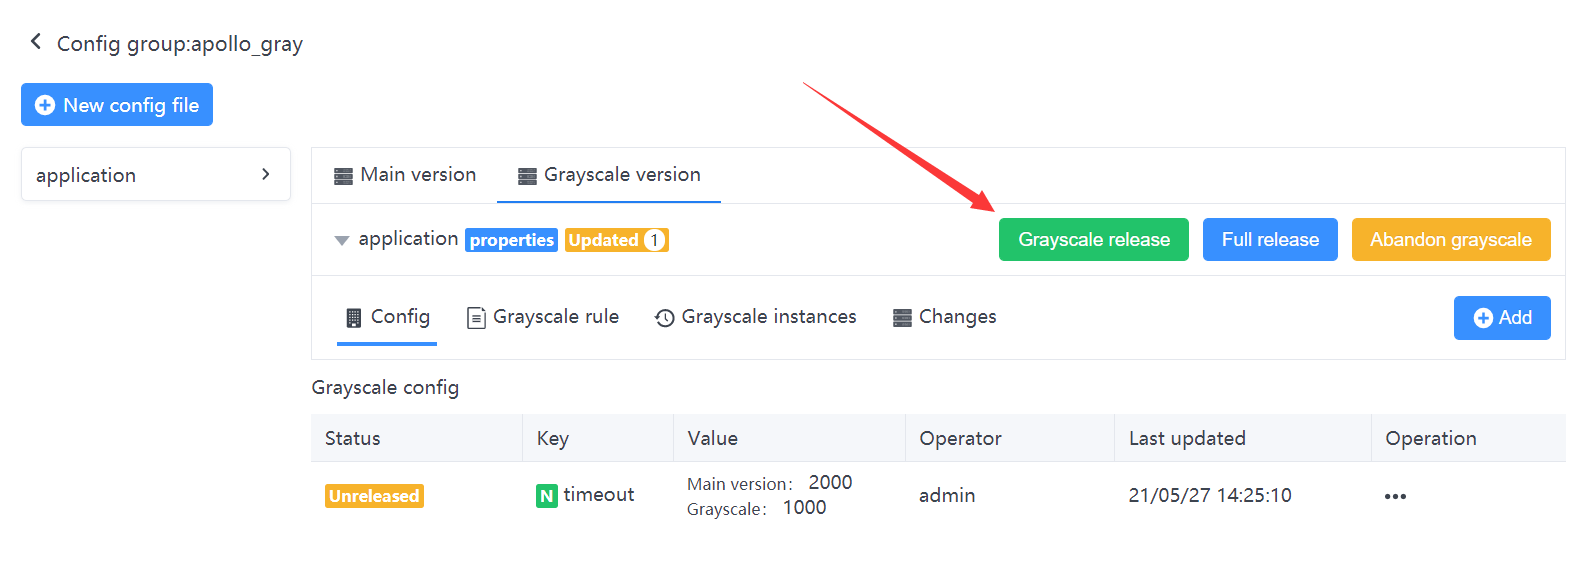 Config group:apollo_gray
New config file
application
Main version Grayscale version
application properties Updated 1 Grayscale release Full release Abandon grayscale
Config Grayscale rule Grayscale instances Changes Add
Grayscale config
Status Key Value Operator Last updated Operation
Unreleased N timeout Main version: 2000 admin 21/05/27 14:25:10
Grayscale: 1000